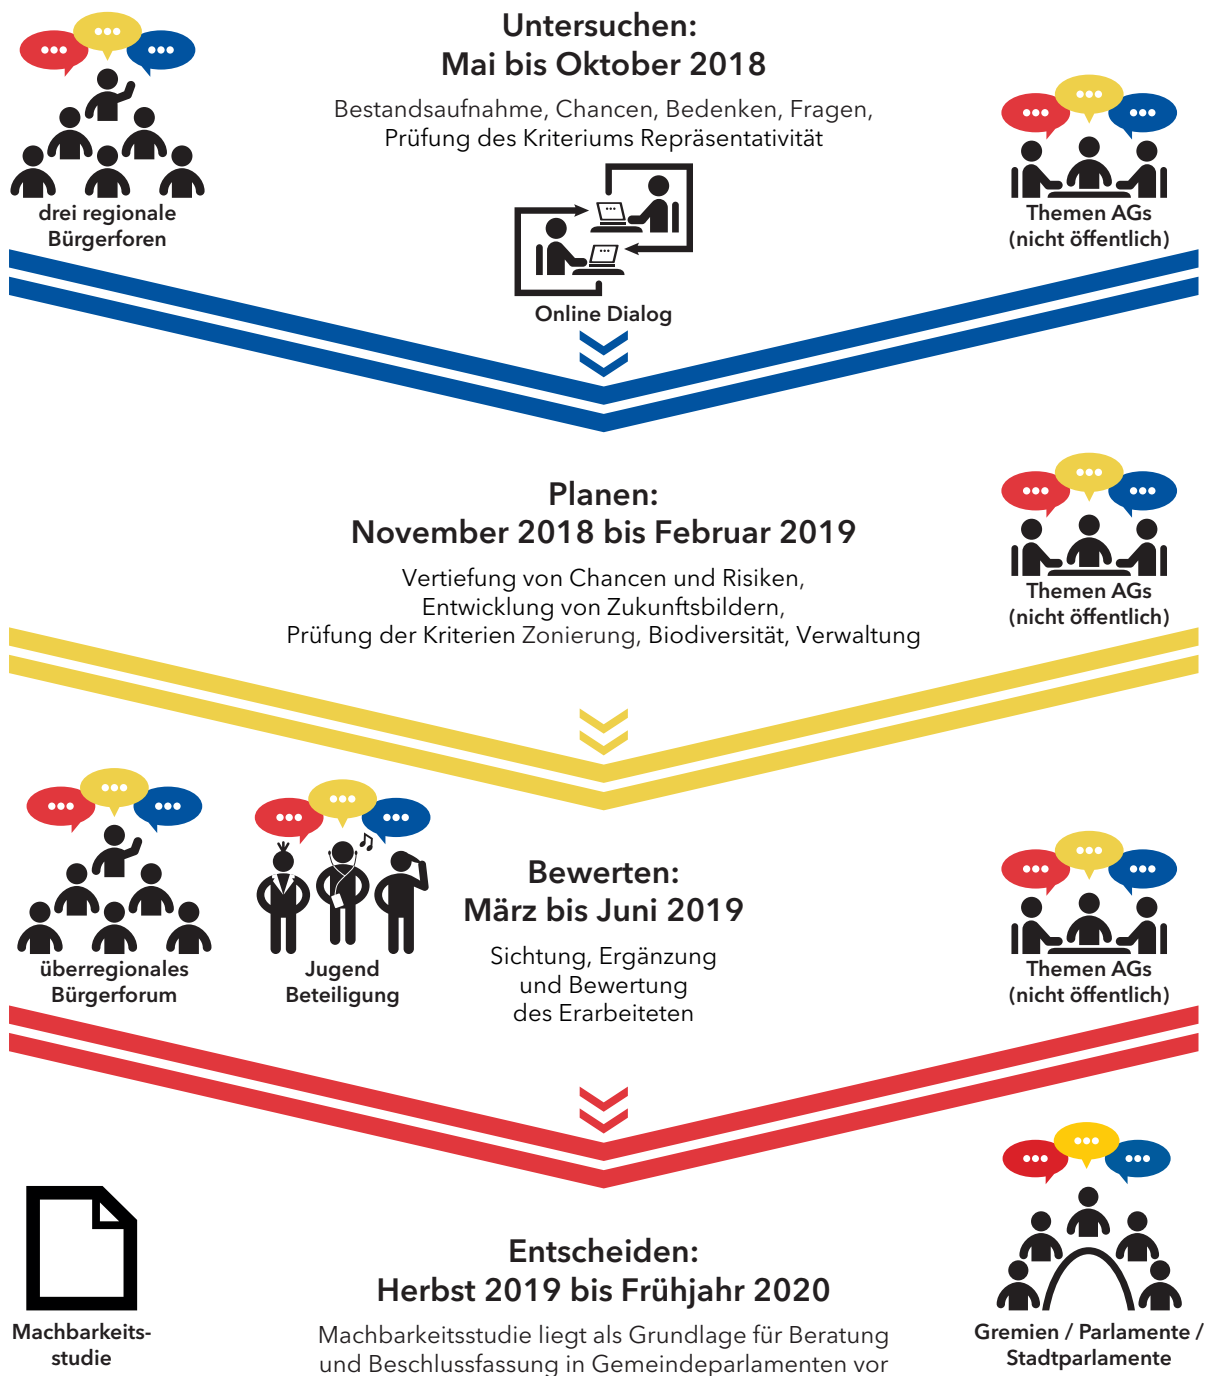 Untersuchen:
Mai bis Oktober 2018
Bestandsaufnahme, Chancen, Bedenken, Fragen,
Prüfung des Kriteriums Repräsentativität
drei regionale
Bürgerforen
Online Dialog
Themen AGs
(nicht öffentlich)
Planen:
November 2018 bis Februar 2019
Vertiefung von Chancen und Risiken,
Entwicklung von Zukunftsbildern,
Prüfung der Kriterien Zonierung, Biodiversität, Verwaltung
Themen AGs
(nicht öffentlich)
überregionales
Bürgerforum
Jugend
Beteiligung
Bewerten:
März bis Juni 2019
Sichtung, Ergänzung
und Bewertung
des Erarbeiteten
Themen AGs
(nicht öffentlich)
Machbarkeits-
studie
Entscheiden:
Herbst 2019 bis Frühjahr 2020
Machbarkeitsstudie liegt als Grundlage für Beratung
und Beschlussfassung in Gemeindeparlamenten vor
Gremien / Parlamente /
Stadtparlamente